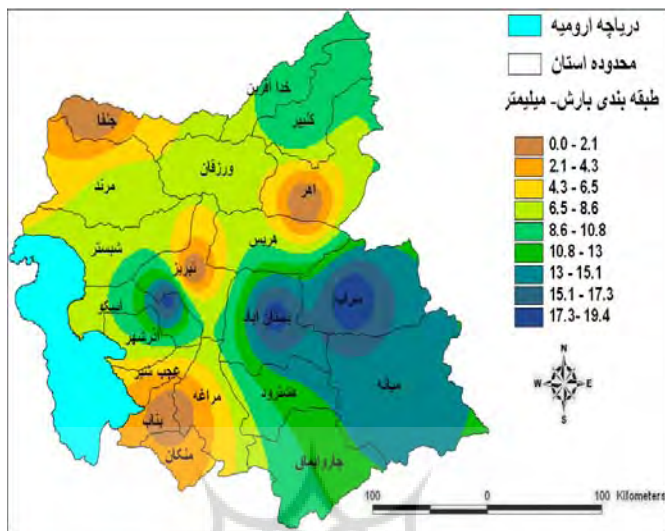 دریاچه ارومیه
محدوده استان
طبقه بندی بارش- میلیمتر
0.0 - 2.1
2.1 - 4.3
4.3 - 6.5
6.5 - 8.6
8.6 - 10.8
10.8 - 13
13 - 15.1
15.1 - 17.3
17.3 - 19.4
خدا آفرین
کلیبر
جلفا
ورزقان
مرند
اهر
هریس
شبستر
تبریز
سراب
بستان آباد
اسکو
آذرشهر
میانه
عجب شیر
هشترود
مراغه
بناب
ملکان
چاراویماق
N
W
E
S
100
0
100 Kilometers